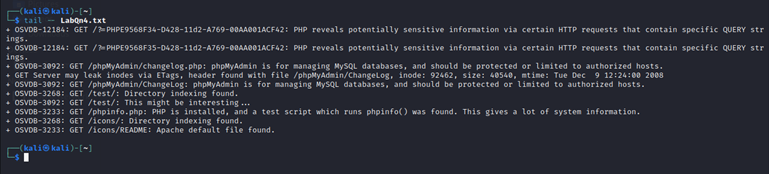 ┌──(kali㉿kali)-[~]
└─$ tail -- LabQn4.txt
+ OSVDB-12184: GET /?=PHPE9568F34-D428-11d2-A769-00AA001ACF42: PHP reveals potentially sensitive information via certain HTTP requests that contain specific QUERY str
ings.
+ OSVDB-12184: GET /?=PHPE9568F35-D428-11d2-A769-00AA001ACF42: PHP reveals potentially sensitive information via certain HTTP requests that contain specific QUERY str
ings.
+ OSVDB-3092: GET /phpMyAdmin/changelog.php: phpMyAdmin is for managing MySQL databases, and should be protected or limited to authorized hosts.
+ GET Server may leak inodes via ETags, header found with file /phpMyAdmin/ChangeLog, inode: 92462, size: 40540, mtime: Tue Dec  9 12:24:00 2008
+ OSVDB-3092: GET /phpMyAdmin/ChangeLog: phpMyAdmin is for managing MySQL databases, and should be protected or limited to authorized hosts.
+ OSVDB-3268: GET /test/: Directory indexing found.
+ OSVDB-3092: GET /test/: This might be interesting...
+ OSVDB-3233: GET /phpinfo.php: PHP is installed, and a test script which runs phpinfo() was found. This gives a lot of system information.
+ OSVDB-3268: GET /icons/: Directory indexing found.
+ OSVDB-3233: GET /icons/README: Apache default file found.
┌──(kali㉿kali)-[~]
└─$